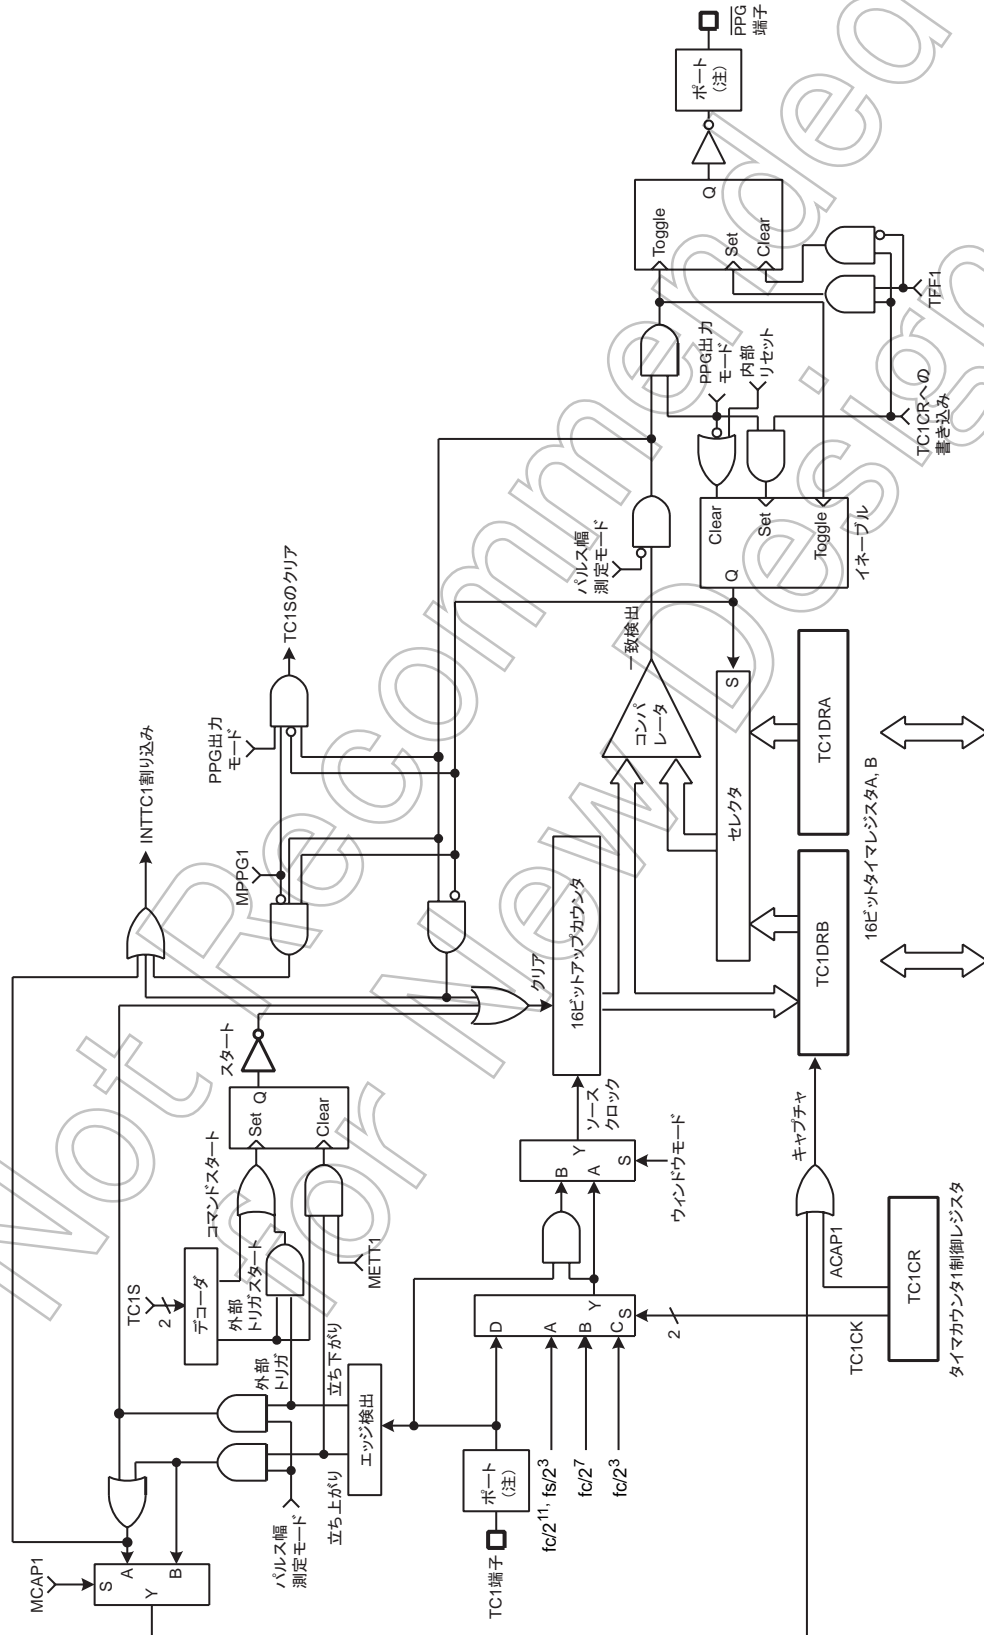 MCAP1
S
A
B
Y
パルス幅
測定モード
立ち上がり
立ち下がり
エッジ検出
外部
トリガ
TC1S
2
デコーダ
外部
トリガスタート
コマンドスタート
METT1
Set
Q
Clear
スタート
INTTC1割り込み
MPPG1
PPG出力
モード
TC1Sのクリア
クリア
16ビットアップカウンタ
ソース
クロック
TC1端子
ポート
(注)
fc/2¹¹, fs/2³
fc/2⁷
fc/2³
D
A
B
C
Y
S
B
A
Y
S
ウィンドウモード
2
TC1CK
TC1CR
タイマカウンタ1制御レジスタ
ACAP1
キャプチャ
TC1DRB
TC1DRA
16ビットタイマレジスタA, B
セレクタ
S
コンパ
レータ
一致検出
パルス幅
測定モード
Q
Clear
Set
Toggle
イネーブル
PPG出力
モード
内部
リセット
TC1CRへの
書き込み
TFF1
Toggle
Set
Clear
Q
ポート
(注)
PPG
端子
Not Recommended
for New Design